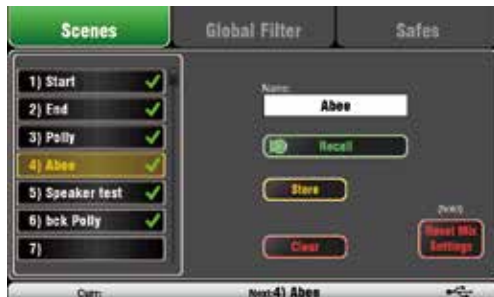 Scenes Global Filter Safes
1) Start
2) End
3) Polly
4) Abee
5) Speaker test
6) bck Polly
7)
Name:
Abee
Recall
Store
Clear
(hold)
Reset Mix
Settings
Curr: Next:4) Abee